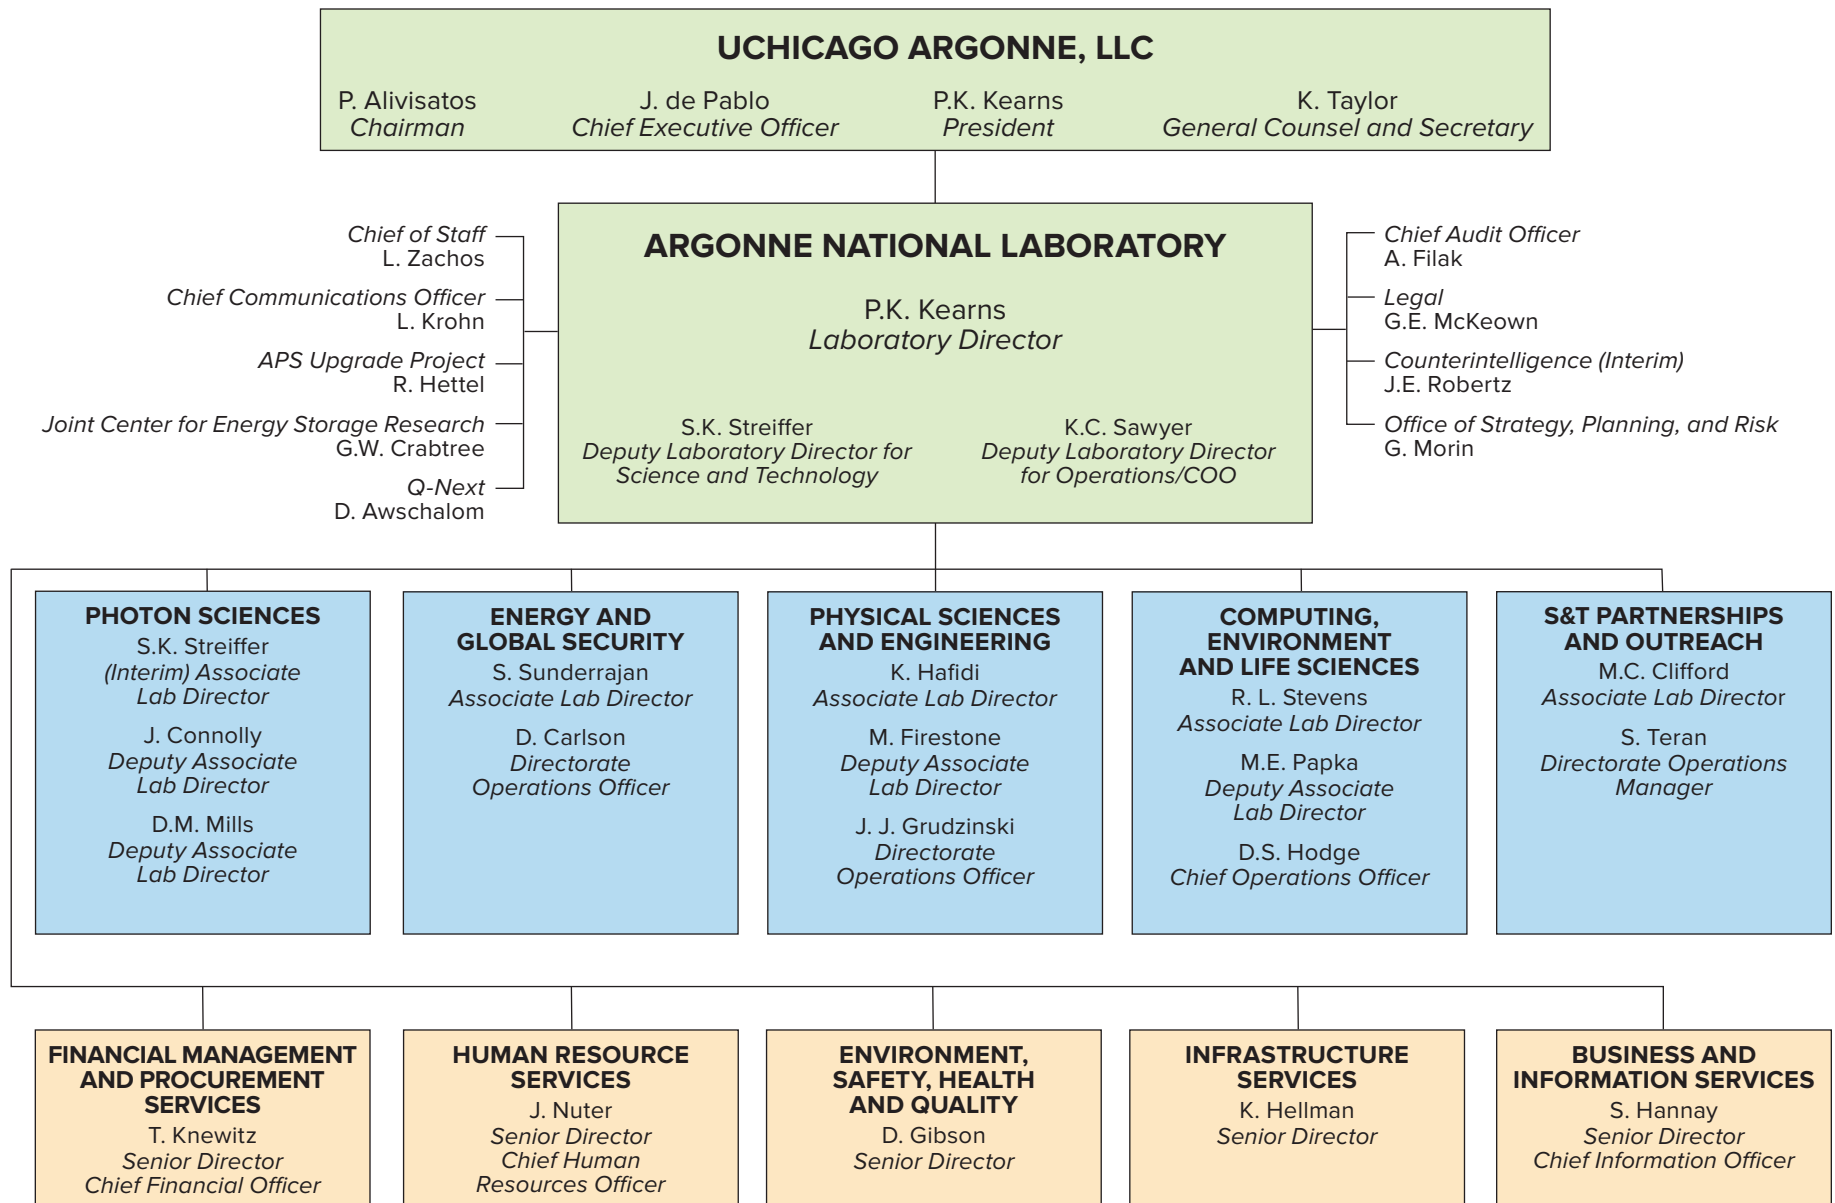 UCHICAGO ARGONNE, LLC
P. Alivisatos
Chairman
J. de Pablo
Chief Executive Officer
P.K. Kearns
President
K. Taylor
General Counsel and Secretary
Chief of Staff
L. Zachos
Chief Communications Officer
L. Krohn
APS Upgrade Project
R. Hettel
Joint Center for Energy Storage Research
G.W. Crabtree
Q-Next
D. Awschalom
ARGONNE NATIONAL LABORATORY
P.K. Kearns
Laboratory Director
S.K. Streiffer
Deputy Laboratory Director for
Science and Technology
K.C. Sawyer
Deputy Laboratory Director
for Operations/COO
Chief Audit Officer
A. Filak
Legal
G.E. McKeown
Counterintelligence (Interim)
J.E. Robertz
Office of Strategy, Planning, and Risk
G. Morin
PHOTON SCIENCES
S.K. Streiffer
(Interim) Associate
Lab Director
J. Connolly
Deputy Associate
Lab Director
D.M. Mills
Deputy Associate
Lab Director
ENERGY AND
GLOBAL SECURITY
S. Sunderrajan
Associate Lab Director
D. Carlson
Directorate
Operations Officer
PHYSICAL SCIENCES
AND ENGINEERING
K. Hafidi
Associate Lab Director
M. Firestone
Deputy Associate
Lab Director
J. J. Grudzinski
Directorate
Operations Officer
COMPUTING,
ENVIRONMENT
AND LIFE SCIENCES
R. L. Stevens
Associate Lab Director
M.E. Papka
Deputy Associate
Lab Director
D.S. Hodge
Chief Operations Officer
S&T PARTNERSHIPS
AND OUTREACH
M.C. Clifford
Associate Lab Director
S. Teran
Directorate Operations
Manager
FINANCIAL MANAGEMENT
AND PROCUREMENT
SERVICES
T. Knewitz
Senior Director
Chief Financial Officer
HUMAN RESOURCE
SERVICES
J. Nuter
Senior Director
Chief Human
Resources Officer
ENVIRONMENT,
SAFETY, HEALTH
AND QUALITY
D. Gibson
Senior Director
INFRASTRUCTURE
SERVICES
K. Hellman
Senior Director
BUSINESS AND
INFORMATION SERVICES
S. Hannay
Senior Director
Chief Information Officer